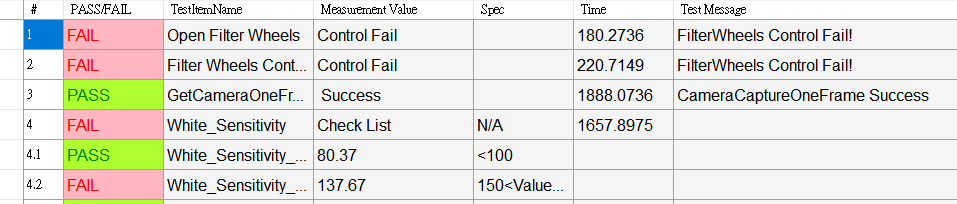 # PASS/FAIL TestItemName Measurement Value Spec Time Test Message
1 FAIL Open Filter Wheels Control Fail 180.2736 FilterWheels Control Fail!
2 FAIL Filter Wheels Cont... Control Fail 220.7149 FilterWheels Control Fail!
3 PASS GetCameraOneFr... Success 1888.0736 CameraCaptureOneFrame Success
4 FAIL White_Sensitivity Check List N/A 1657.8975
4.1 PASS White_Sensitivity_... 80.37 <100
4.2 FAIL White_Sensitivity_... 137.67 150<Value...